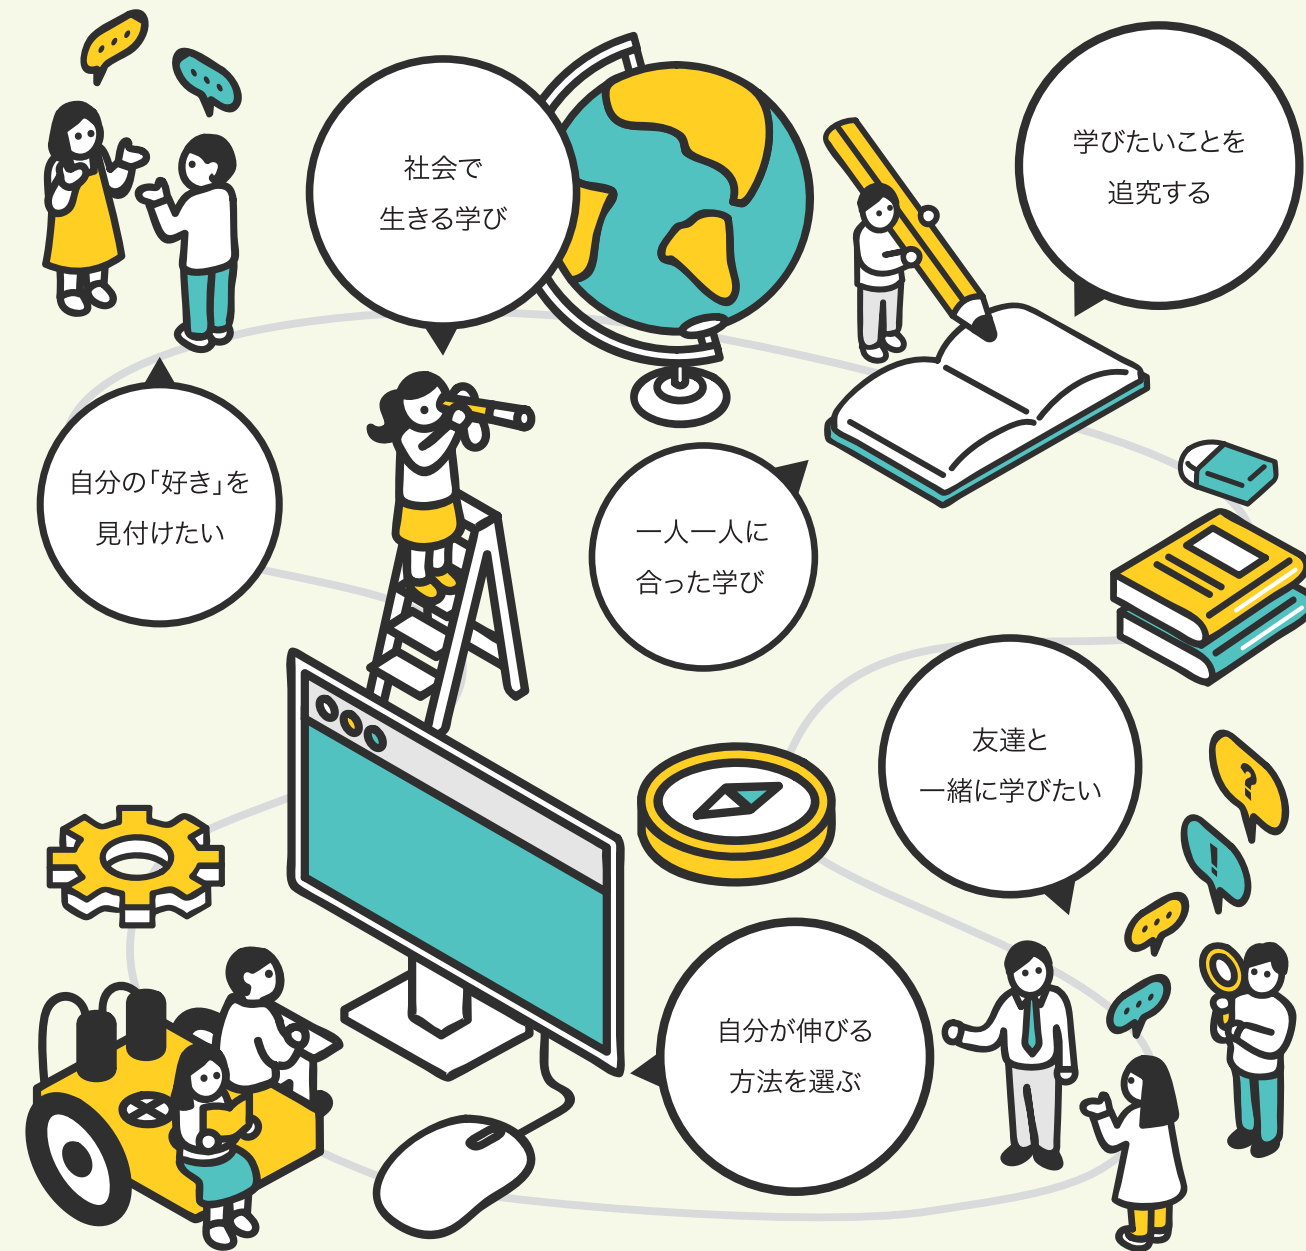 社会で
生きる学び
学びたいことを
追究する
自分の「好き」を
見付けたい
一人一人に
合った学び
友達と
一緒に学びたい
?
!
自分が伸びる
方法を選ぶ